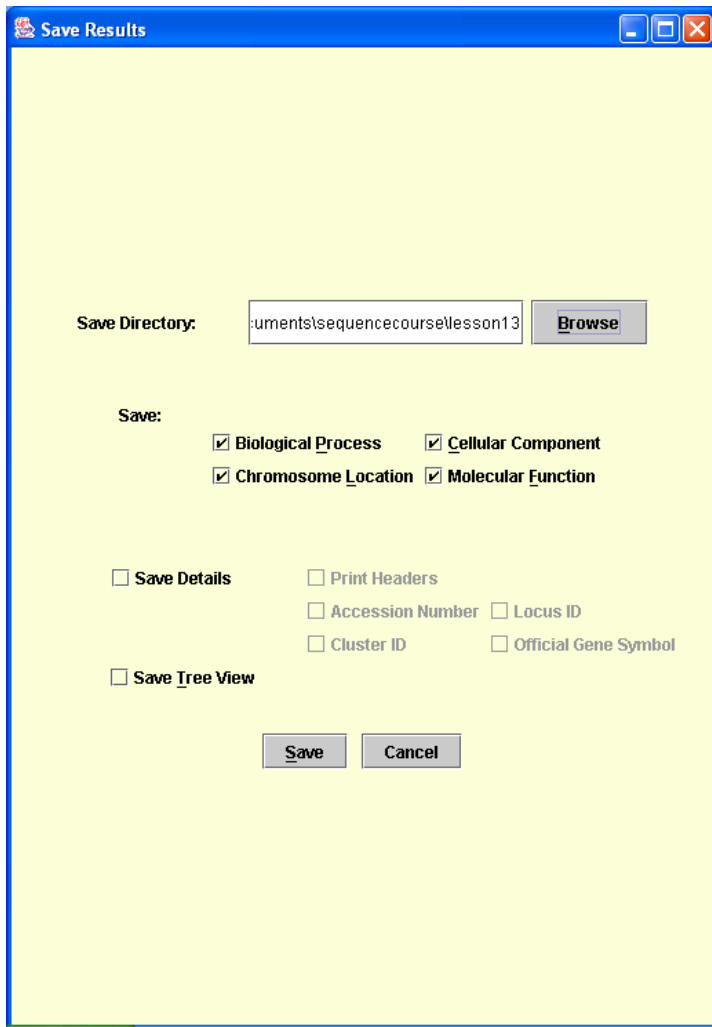 Save Results
Save Directory: :uments\sequencecourse\lesson13 Browse
Save:
Biological Process Cellular Component
Chromosome Location Molecular Function
Save Details Print Headers
Accession Number Locus ID
Cluster ID Official Gene Symbol
Save Tree View
Save Cancel